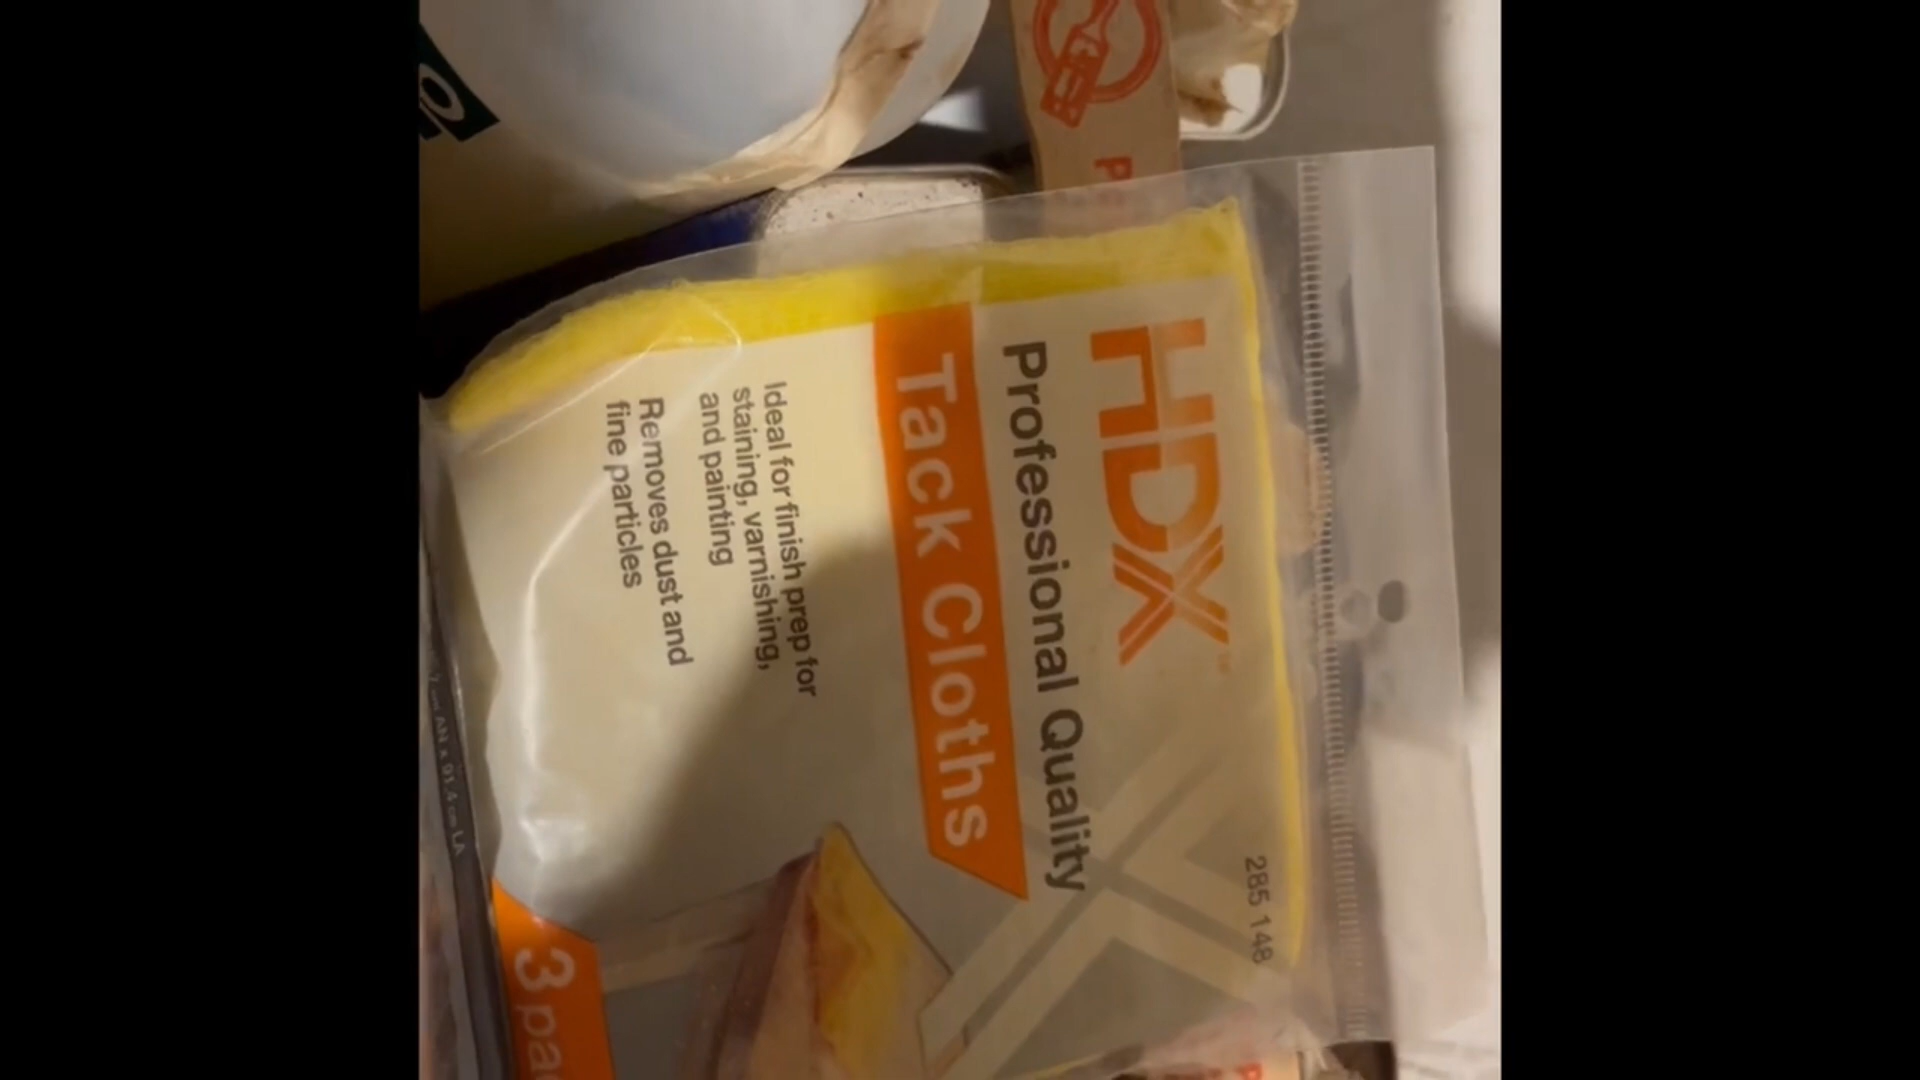 HDX
285 148
Professional Quality
Tack Cloths
Ideal for finish prep for
staining, varnishing,
and painting
Removes dust and
fine particles
3